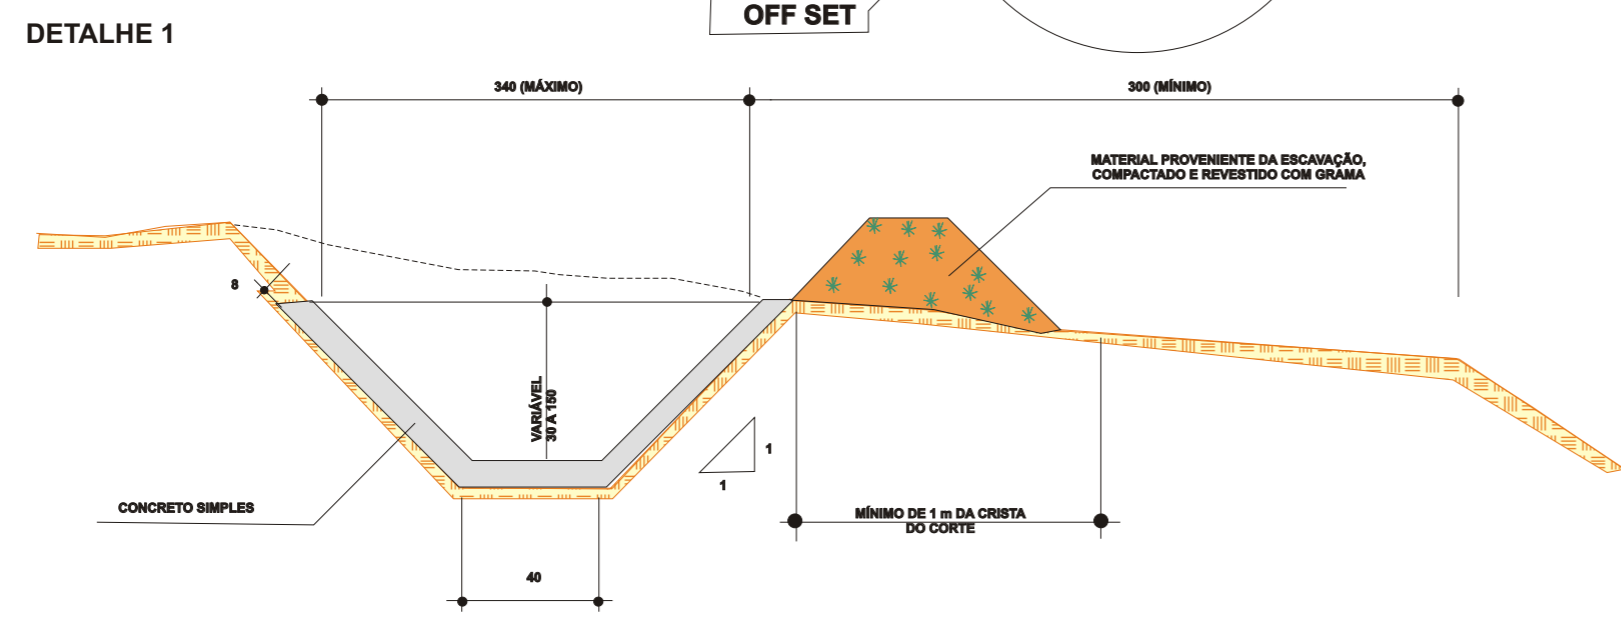 OFF SET
DETALHE 1
340 (MÁXIMO)
300 (MÍNIMO)
MATERIAL PROVENIENTE DA ESCAVAÇÃO,
COMPACTADO E REVESTIDO COM GRAMA
8
VARIÁVEL
30 A 150
1
1
CONCRETO SIMPLES
MÍNIMO DE 1 m DA CRISTA
DO CORTE
40